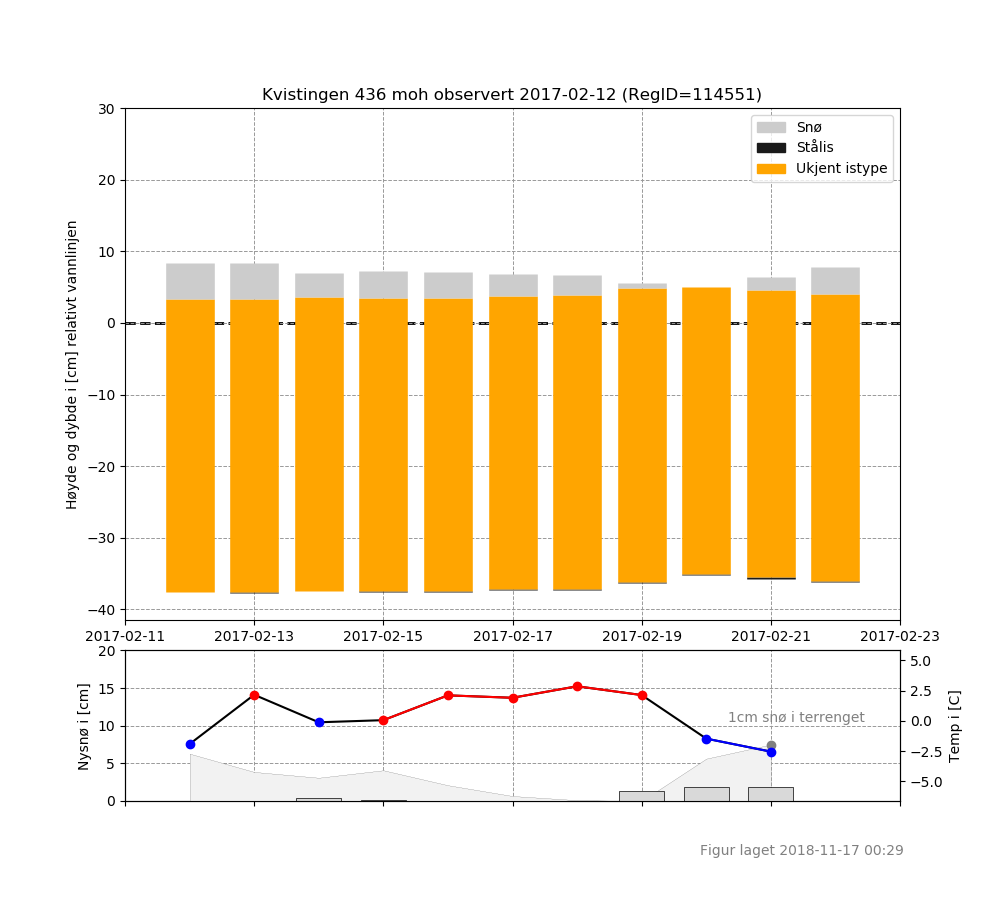 Kvistingen 436 moh observert 2017-02-12 (RegID=114551)
Snø
Stålis
Ukjent istype
Høyde og dybde i [cm] relativt vannlinjen
30
20
10
0
−10
−20
−30
−40
2017-02-11
2017-02-13
2017-02-15
2017-02-17
2017-02-19
2017-02-21
2017-02-23
Nysnø i [cm]
20
15
10
5
0
1cm snø i terrenget
5.0
2.5
0.0
−2.5
−5.0
Temp i [C]
Figur laget 2018-11-17 00:29